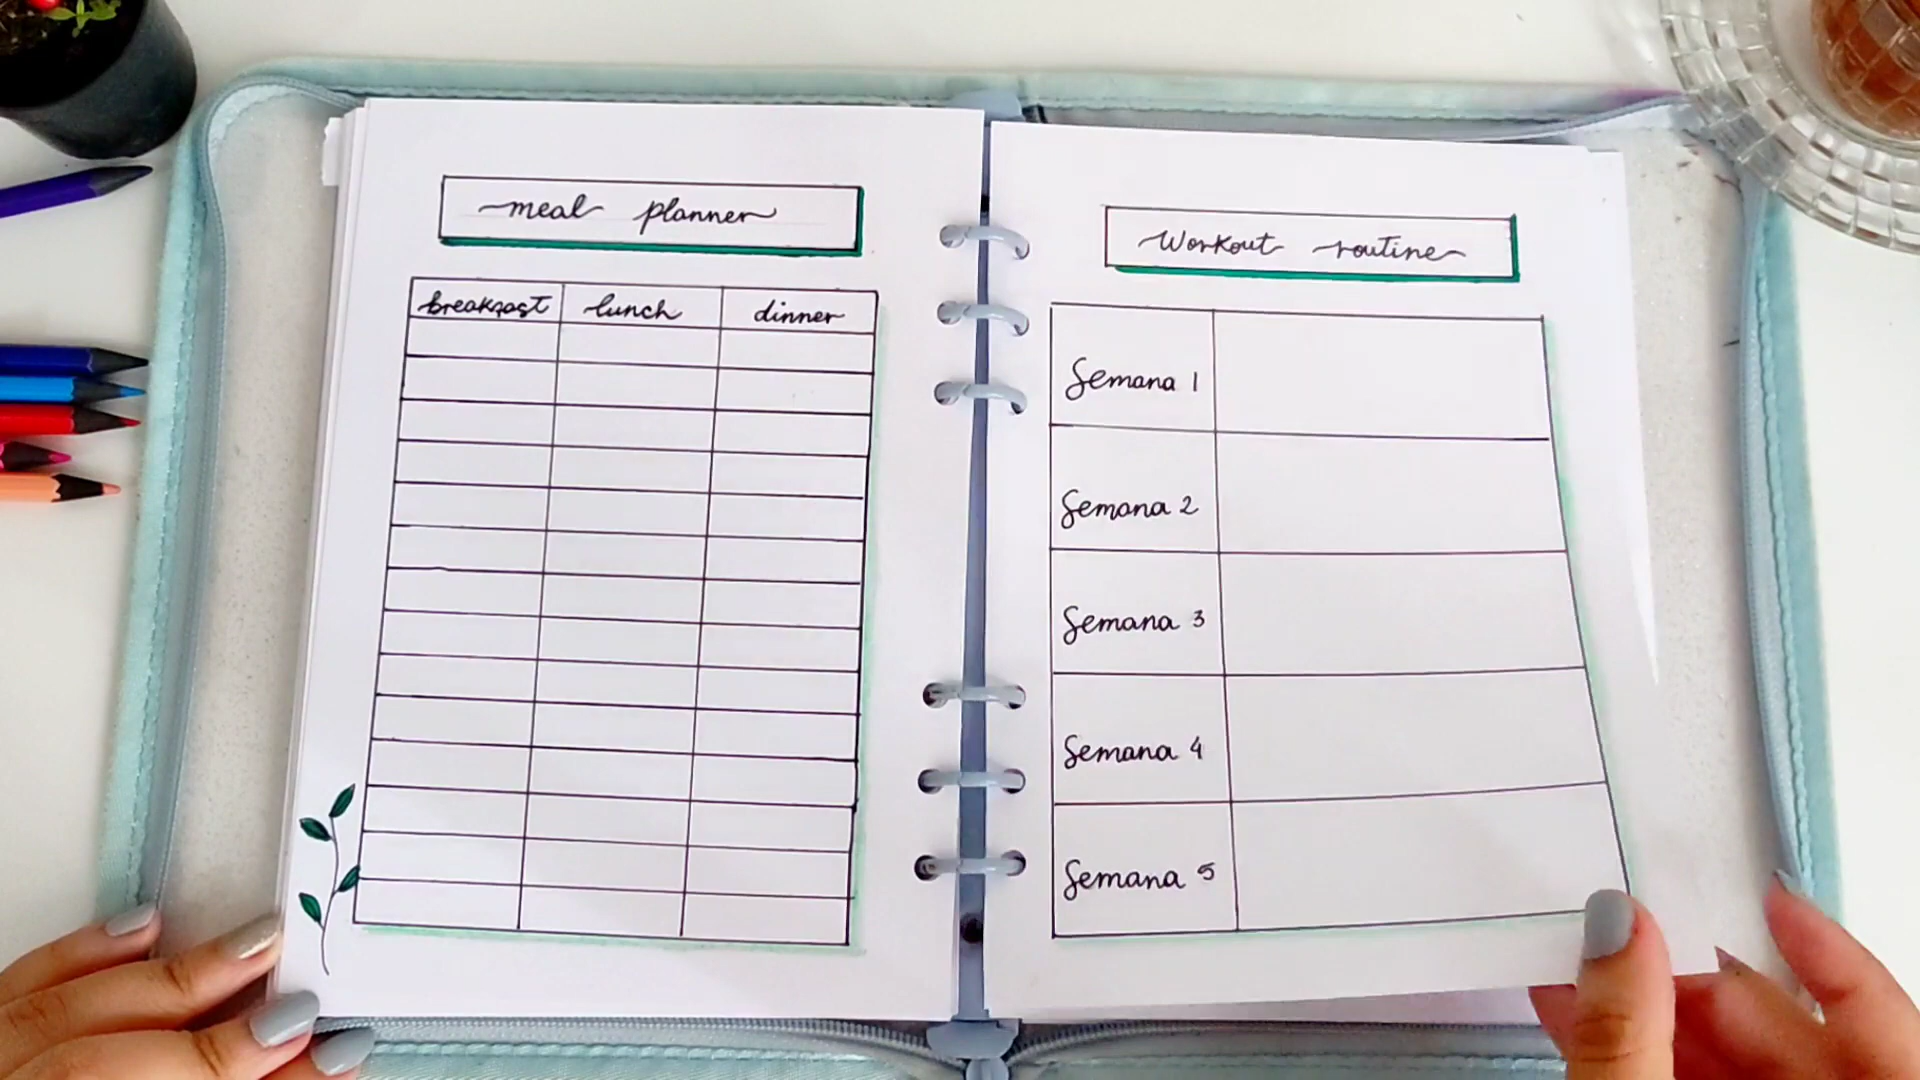 meal planner
breakfast lunch dinner
Workout routine
Semana 1
Semana 2
Semana 3
Semana 4
Semana 5